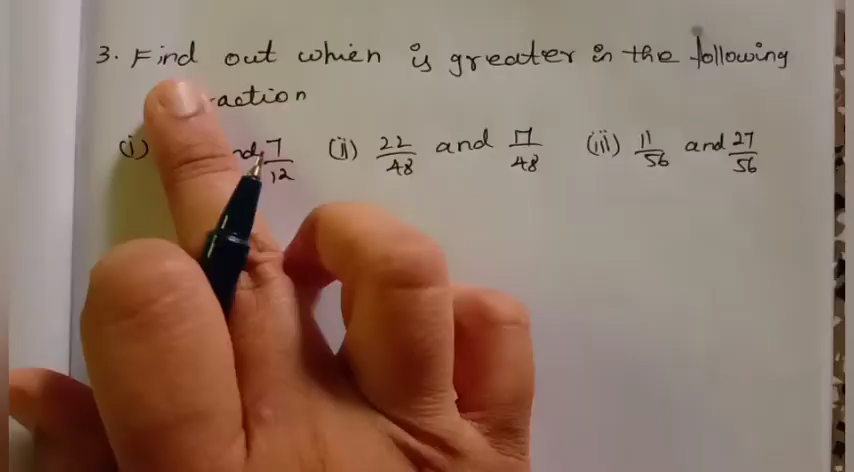 3. Find out which is greater in the following
action
(i) nd 7/12 (ii) 22/48 and 17/48 (iii) 11/56 and 27/56